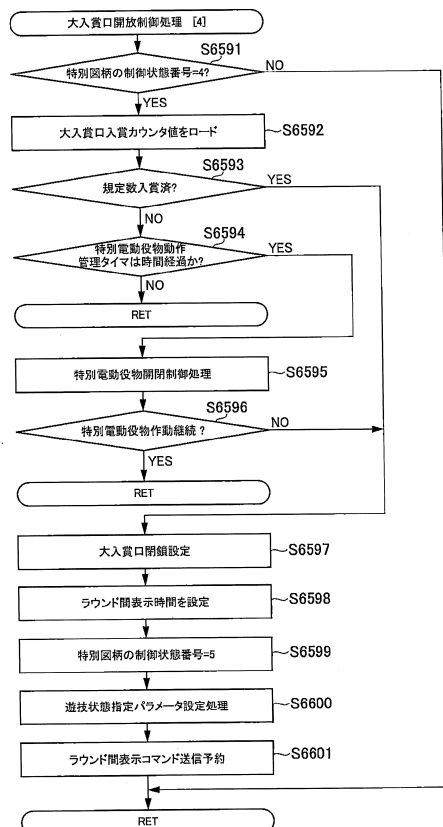 大入賞口開放制御処理 [4]
S6591
特別図柄の制御状態番号=4?
NO
YES
大入賞口入賞カウンタ値をロード
S6592
S6593
規定数入賞済?
YES
NO
S6594
特別電動役物動作
管理タイマは時間経過か?
YES
NO
RET
特別電動役物開閉制御処理
S6595
S6596
特別電動役物作動継続?
NO
YES
RET
大入賞口閉鎖設定
S6597
ラウンド間表示時間を設定
S6598
特別図柄の制御状態番号=5
S6599
遊技状態指定パラメータ設定処理
S6600
ラウンド間表示コマンド送信予約
S6601
RET